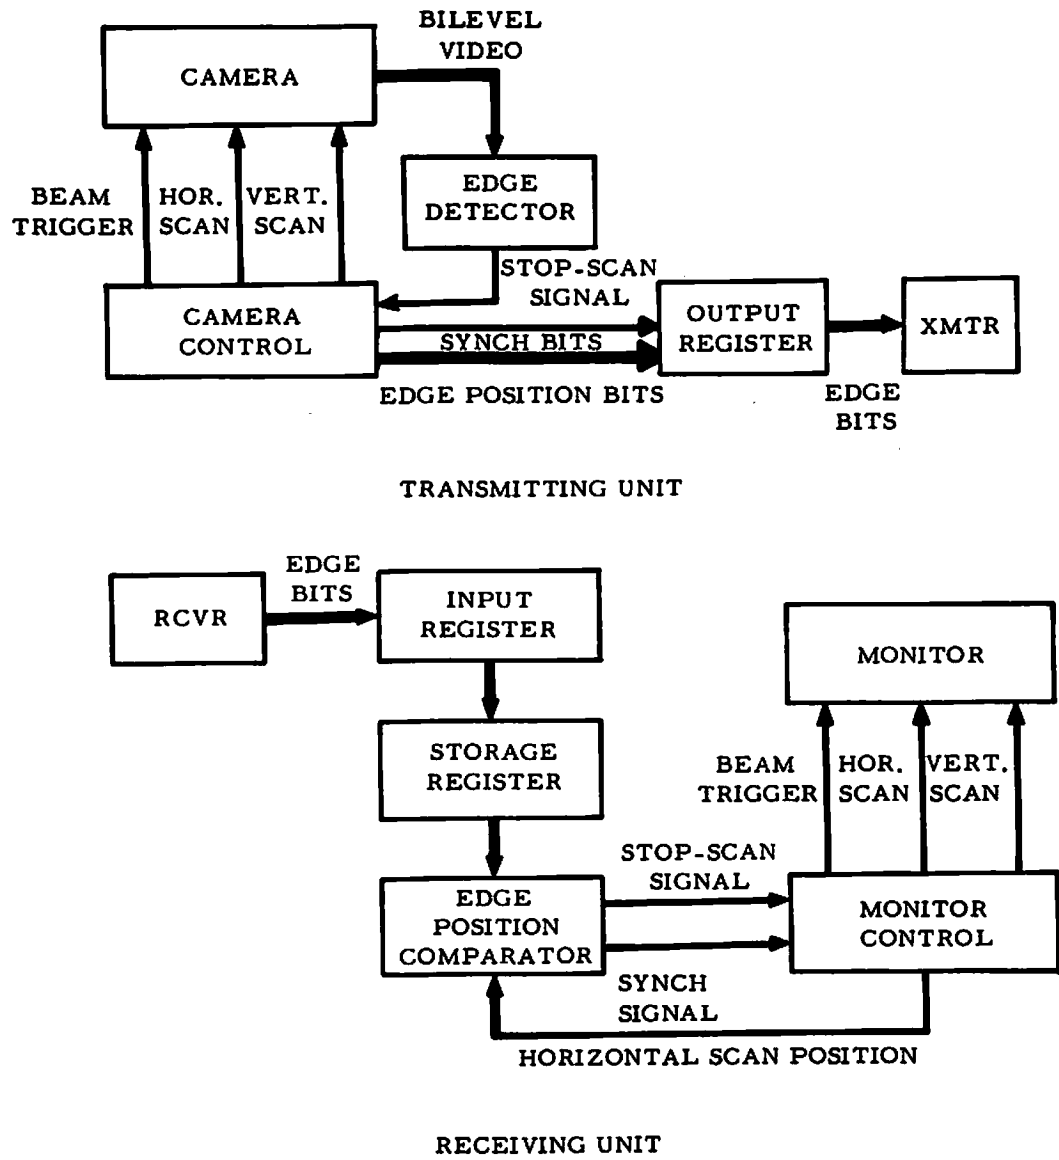 BILEVEL
VIDEO
CAMERA
BEAM
TRIGGER
HOR.
SCAN
VERT.
SCAN
EDGE
DETECTOR
STOP-SCAN
SIGNAL
CAMERA
CONTROL
SYNCH BITS
EDGE POSITION BITS
OUTPUT
REGISTER
XMTR
EDGE
BITS
TRANSMITTING UNIT
RCVR
EDGE
BITS
INPUT
REGISTER
STORAGE
REGISTER
EDGE
POSITION
COMPARATOR
STOP-SCAN
SIGNAL
SYNCH
SIGNAL
MONITOR
BEAM
TRIGGER
HOR.
SCAN
VERT.
SCAN
MONITOR
CONTROL
HORIZONTAL SCAN POSITION
RECEIVING UNIT